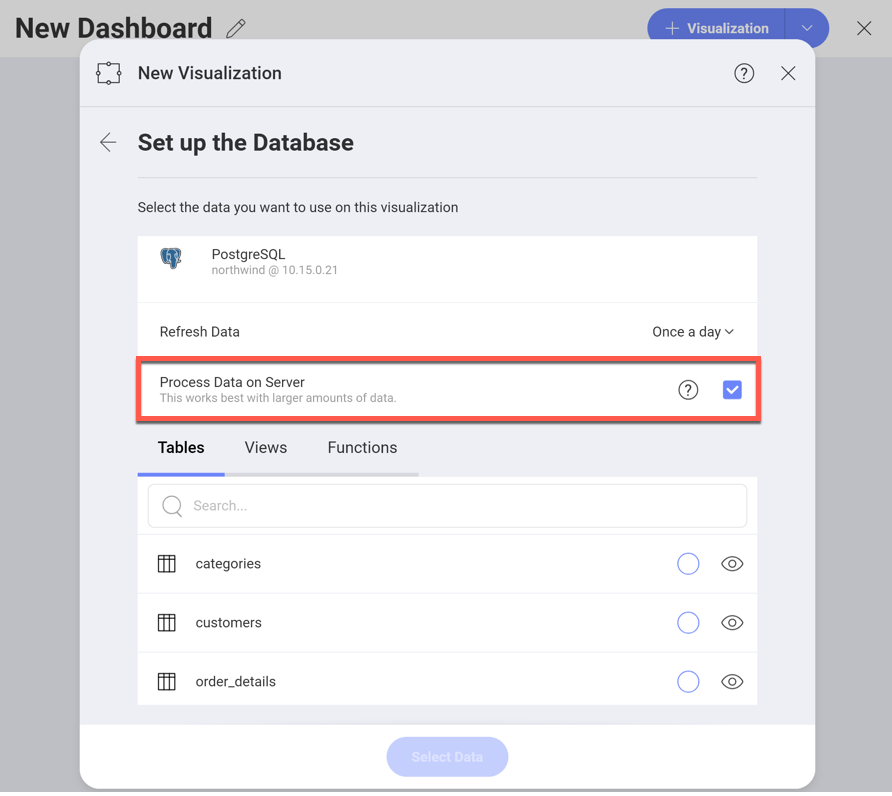 New Dashboard
+ Visualization
New Visualization
?
Set up the Database
Select the data you want to use on this visualization
PostgreSQL
northwind @ 10.15.0.21
Refresh Data
Once a day
Process Data on Server
This works best with larger amounts of data.
?
Tables
Views
Functions
Search...
categories
customers
order_details
Select Data